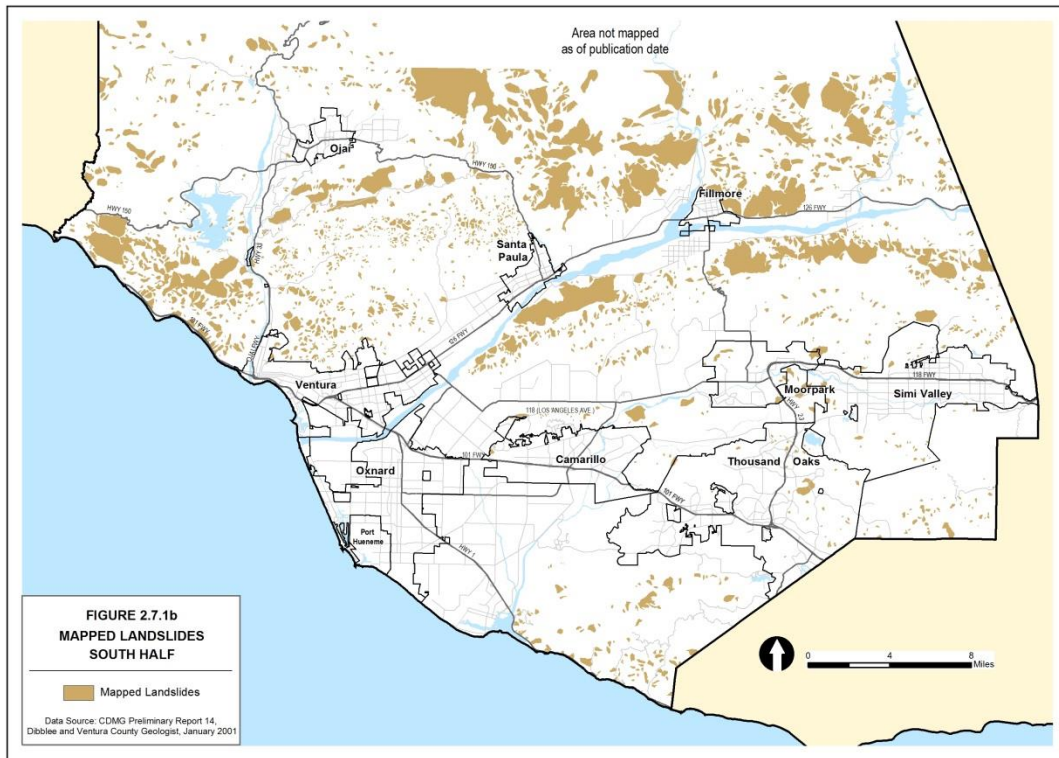 Area not mapped
as of publication date
Ojai
HWY 150
Fillmore
126 FWY
HWY 150
HWY 33
Santa
Paula
101 FWY
126 FWY
Ventura
118 (LOS ANGELES AVE.)
Moorpark
118 FWY
Simi Valley
HWY 23
101 FWY
Camarillo
Oxnard
Thousand Oaks
101 FWY
Port
Hueneme
HWY 1
FIGURE 2.7.1b
MAPPED LANDSLIDES
SOUTH HALF
Mapped Landslides
Data Source: CDMG Preliminary Report 14,
Dibblee and Ventura County Geologist, January 2001
0 4 8
Miles